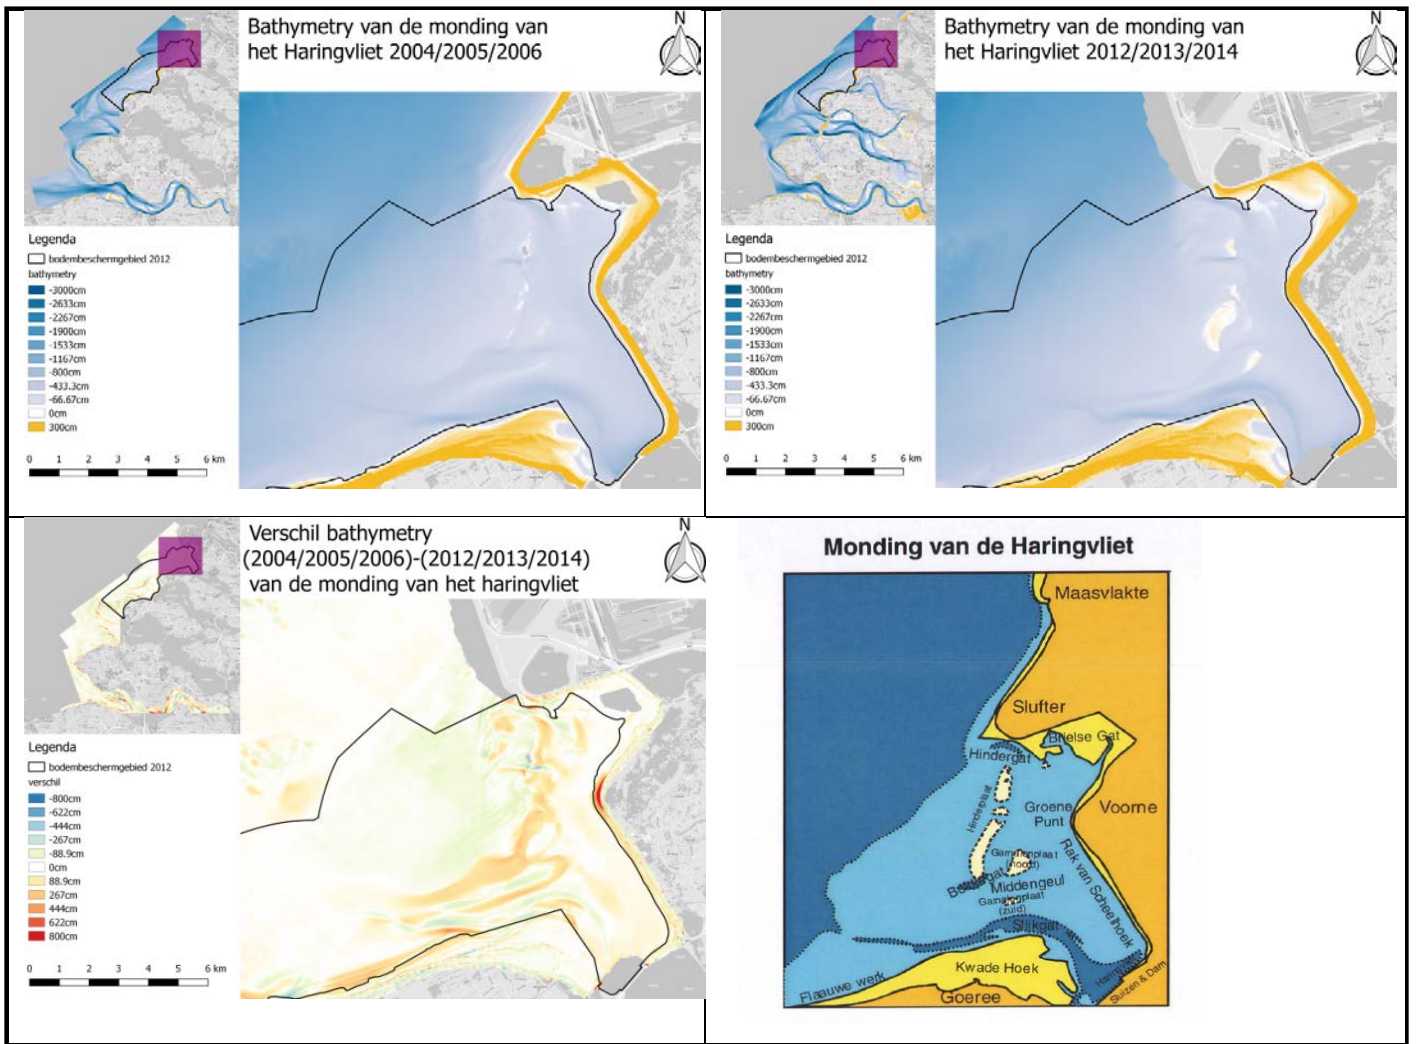 Bathymetry van de monding van
het Haringvliet 2004/2005/2006
N
Legenda
bodembeschermgebied 2012
bathymetry
-3000cm
-2633cm
-2267cm
-1900cm
-1533cm
-1167cm
-800cm
-433.3cm
-66.67cm
0cm
300cm
0 1 2 3 4 5 6 km
Bathymetry van de monding van
het Haringvliet 2012/2013/2014
N
Legenda
bodembeschermgebied 2012
bathymetry
-3000cm
-2633cm
-2267cm
-1900cm
-1533cm
-1167cm
-800cm
-433.3cm
-66.67cm
0cm
300cm
0 1 2 3 4 5 6 km
Verschil bathymetry
(2004/2005/2006)-(2012/2013/2014)
van de monding van het haringvliet
N
Legenda
bodembeschermgebied 2012
verschil
-800cm
-622cm
-444cm
-267cm
-88.9cm
0cm
88.9cm
267cm
444cm
622cm
800cm
0 1 2 3 4 5 6 km
Monding van de Haringvliet
Maasvlakte
Slufter
Brielse Gat
Hindergat
Hinderplaat
Groene
Punt
Voorne
(noord)
Middengeul
(zuid)
Rak van Scheelhoek
Slijkgat
Kwade Hoek
Flaauwe werk
Goeree
Sluizen & Dam